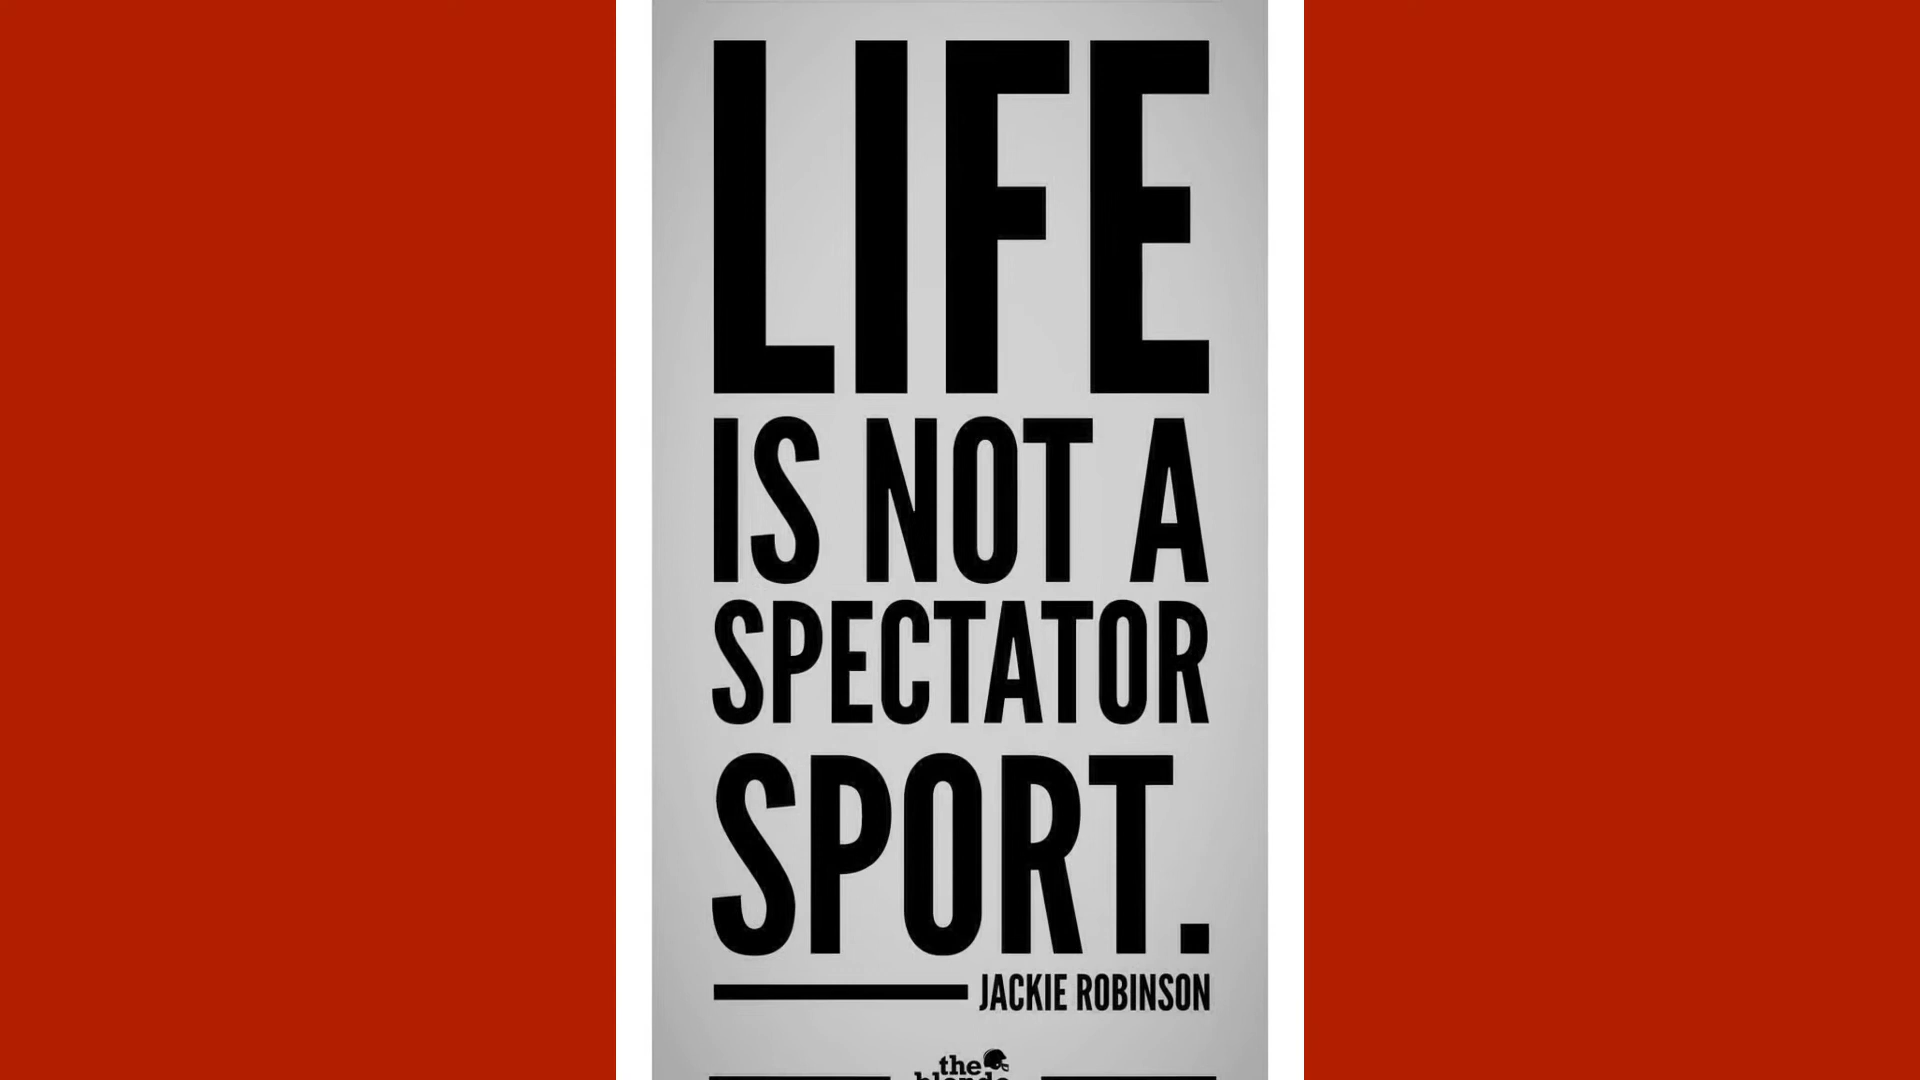 LIFE
IS NOT A
SPECTATOR
SPORT.
JACKIE ROBINSON
the